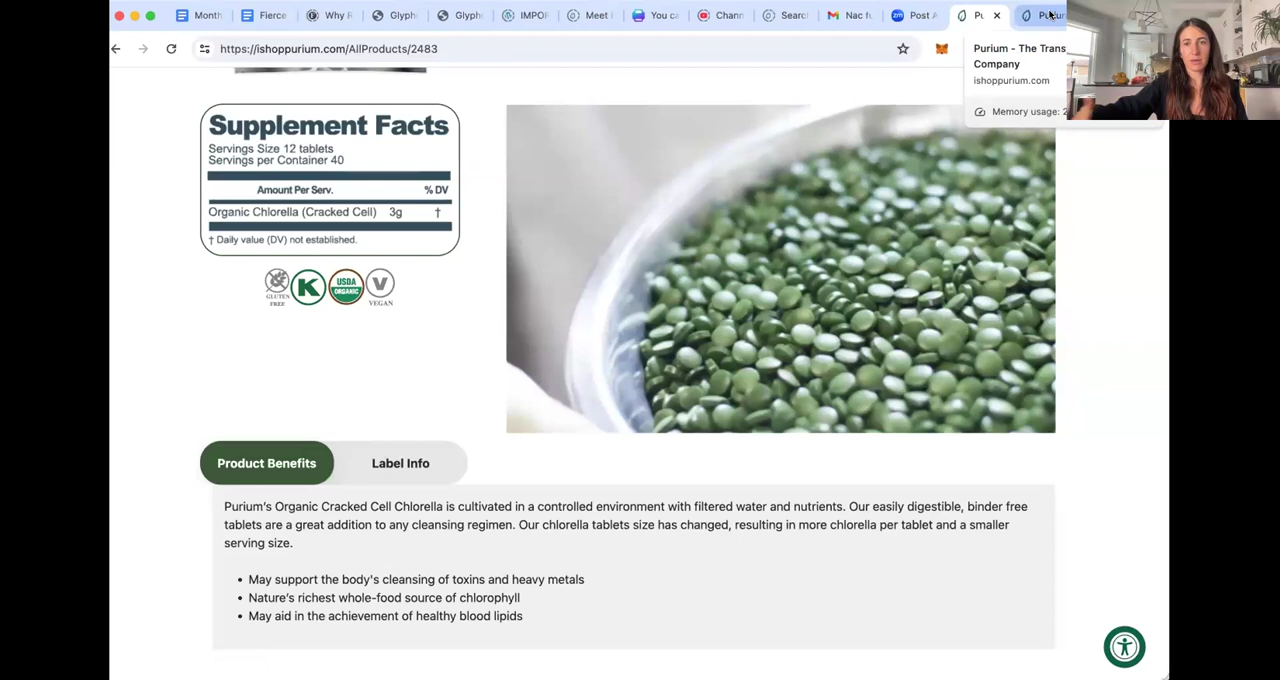 Month
Fierce
Why R
Glyph
Glyph
IMPOF
Meet
You ca
Chann
Searc
Nac fu
Post A
Pu
Purium
https://ishoppurium.com/AllProducts/2483
Purium - The Trans
Company
ishoppurium.com
Memory usage: 2
Supplement Facts
Servings Size 12 tablets
Servings per Container 40
Amount Per Serv. % DV
Organic Chlorella (Cracked Cell) 3g †
† Daily value (DV) not established.
GLUTEN
FREE
K
USDA
ORGANIC
V
VEGAN
Product Benefits
Label Info
Purium's Organic Cracked Cell Chlorella is cultivated in a controlled environment with filtered water and nutrients. Our easily digestible, binder free
tablets are a great addition to any cleansing regimen. Our chlorella tablets size has changed, resulting in more chlorella per tablet and a smaller
serving size.
• May support the body's cleansing of toxins and heavy metals
• Nature's richest whole-food source of chlorophyll
• May aid in the achievement of healthy blood lipids